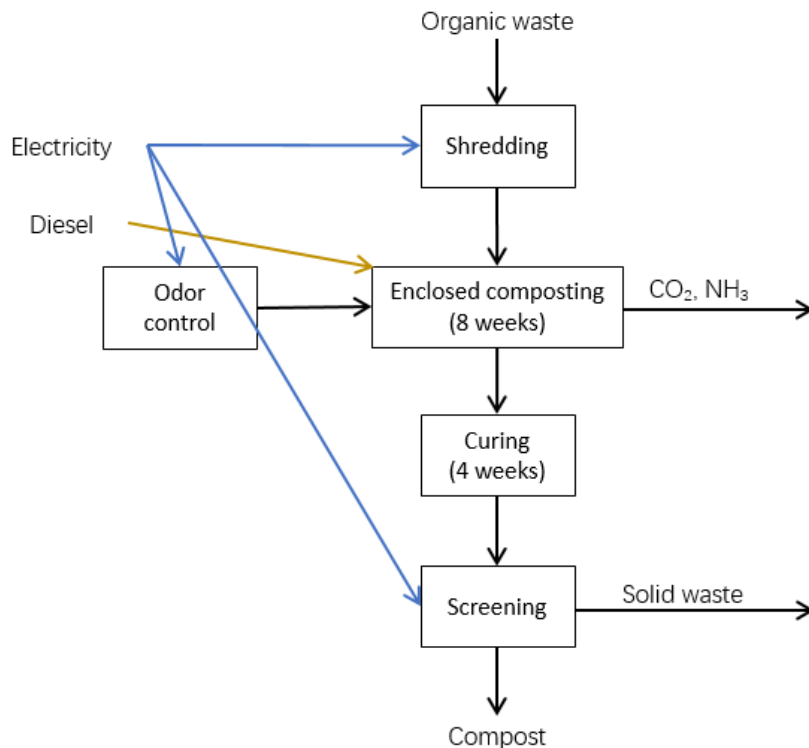 Organic waste
Electricity
Shredding
Diesel
Odor
control
Enclosed composting
(8 weeks)
CO₂, NH₃
Curing
(4 weeks)
Screening
Solid waste
Compost